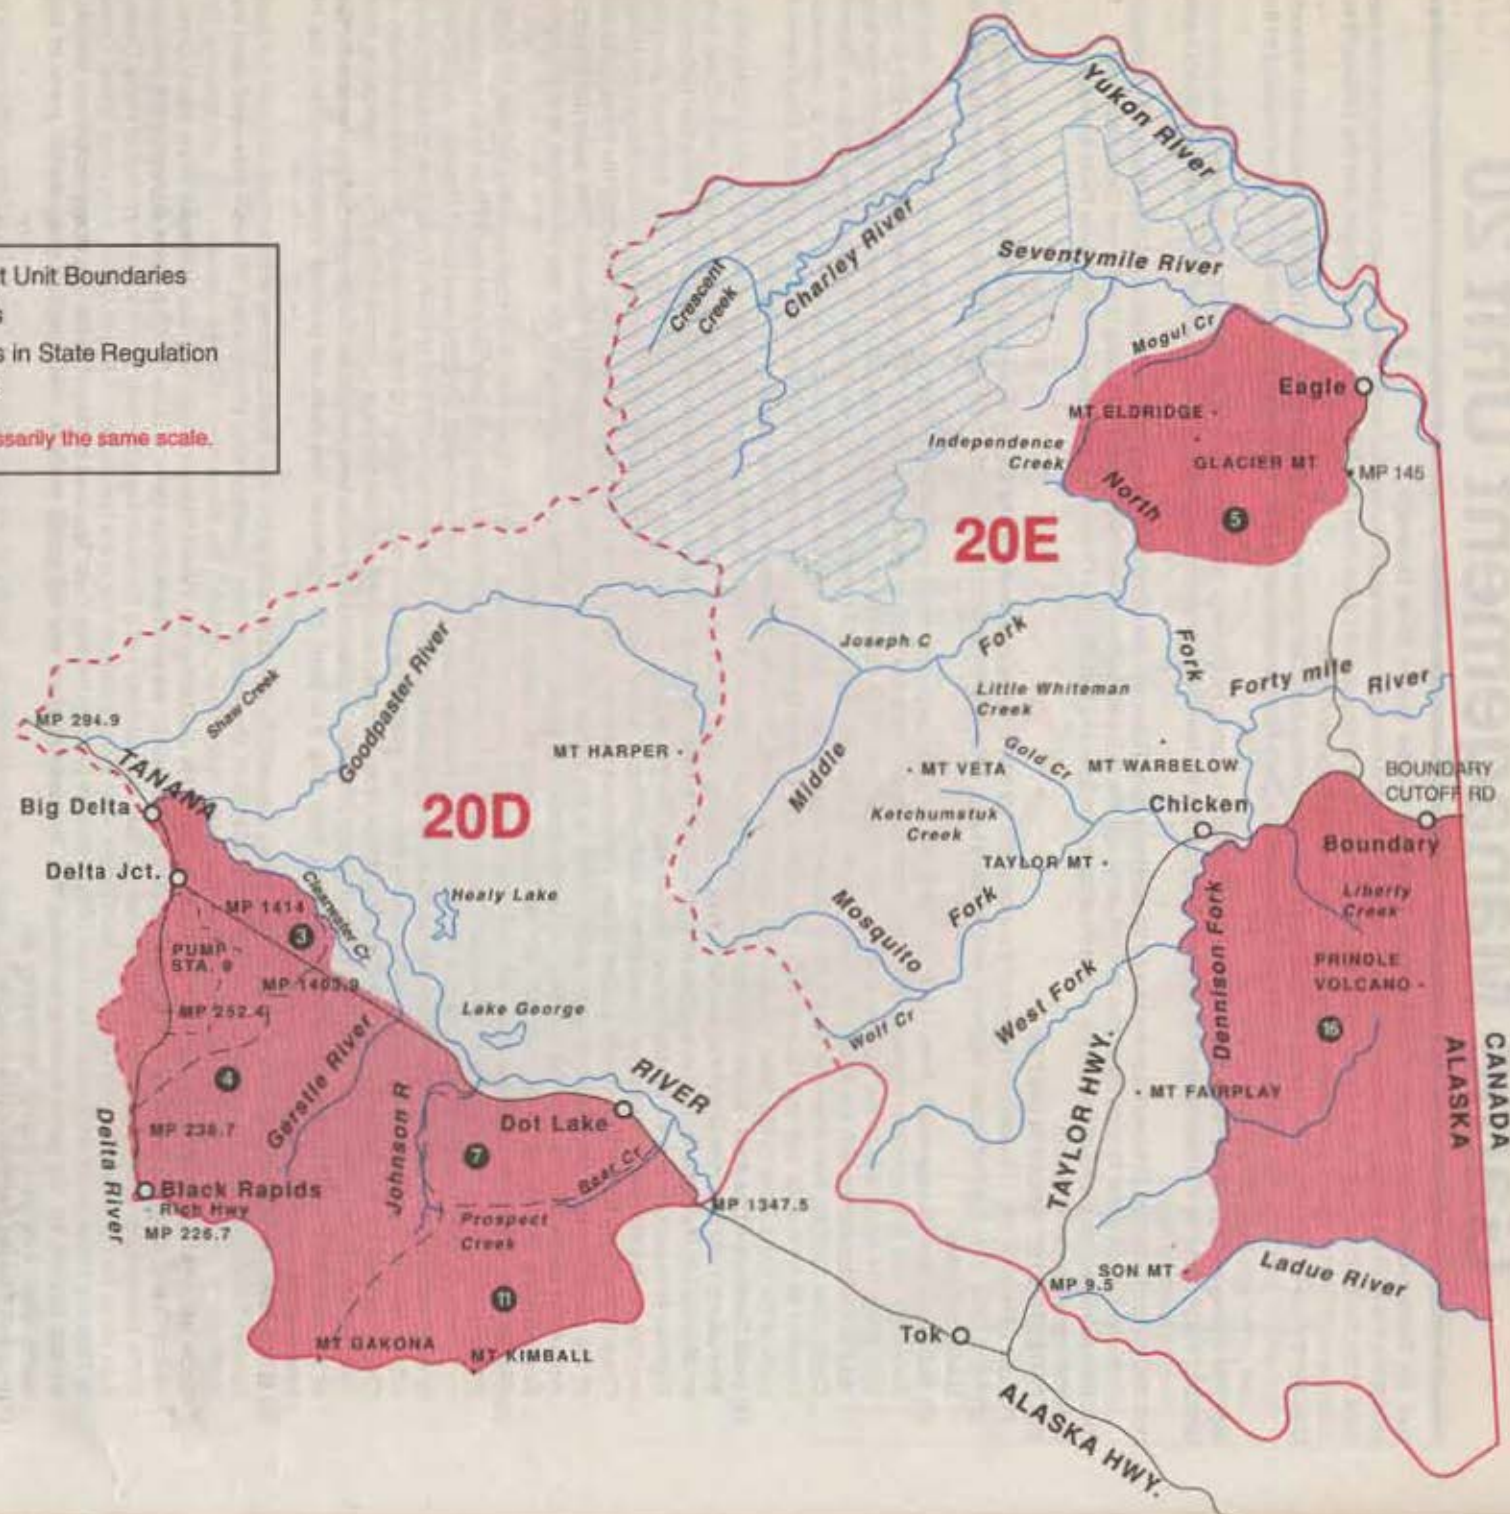 t Unit Boundaries
s
s in State Regulation
ssarily the same scale.
Yukon River
Charley River
Crescent
Creek
Seventymile River
Mogul Cr
Eagle
MT ELDRIDGE
Independence
Creek
GLACIER MT
MP 145
North
5
20E
Fork
Joseph C
Fork
Forty mile
River
Little Whiteman
Creek
Shaw Creek
Goodpaster River
MP 294.9
TANANA
MT HARPER
Middle
MT VETA
Gold Cr
MT WARBELOW
BOUNDARY
CUTOFF RD
Big Delta
20D
Ketchumstuk
Creek
Chicken
Boundary
Delta Jct.
TAYLOR MT
Clearwater Cr
Healy Lake
MP 1414
3
Mosquito
Fork
Dennison Fork
Liberty
Creek
PUMP
STA. 9
MP 1403.9
West Fork
PRINDLE
VOLCANO
MP 252.4
Lake George
Wolf Cr
16
CANADA
ALASKA
4
Gerstle River
Johnson R
RIVER
TAYLOR HWY.
MT FAIRPLAY
Delta River
MP 238.7
Dot Lake
7
Bear Cr
Black Rapids
Rich Hwy
MP 226.7
Prospect
Creek
MP 1347.5
SON MT
MP 9.5
Ladue River
11
Tok
MT GAKONA
MT KIMBALL
ALASKA HWY.